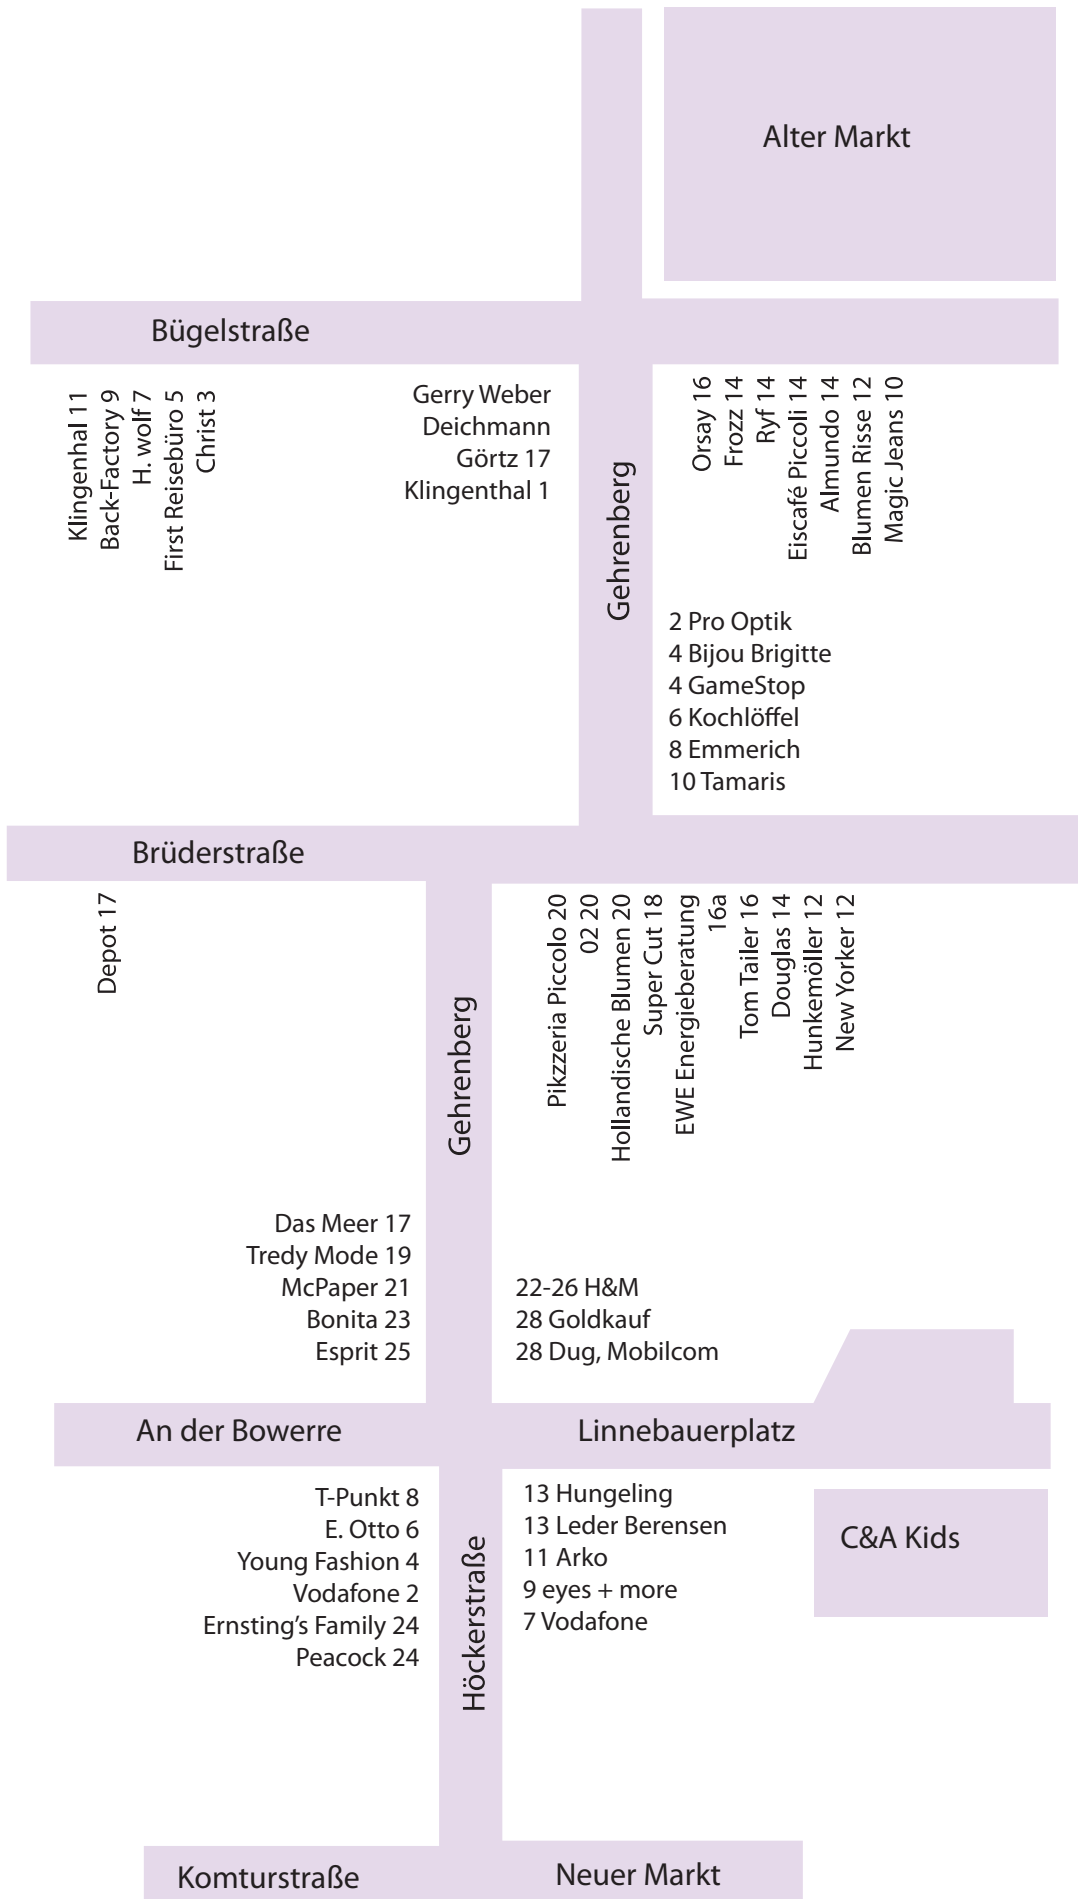 Alter Markt
Bügelstraße
Klingenhal 11
Back-Factory 9
H. wolf 7
First Reisebüro 5
Christ 3
Gerry Weber
Deichmann
Görtz 17
Klingenthal 1
Gehrenberg
Orsay 16
Frozz 14
Ryf 14
Eiscafé Piccoli 14
Almundo 14
Blumen Risse 12
Magic Jeans 10
2 Pro Optik
4 Bijou Brigitte
4 GameStop
6 Kochlöffel
8 Emmerich
10 Tamaris
Brüderstraße
Depot 17
Gehrenberg
Pikzzeria Piccolo 20
02 20
Hollandische Blumen 20
Super Cut 18
EWE Energieberatung
16a
Tom Tailer 16
Douglas 14
Hunkemöller 12
New Yorker 12
Das Meer 17
Tredy Mode 19
McPaper 21
Bonita 23
Esprit 25
22-26 H&M
28 Goldkauf
28 Dug, Mobilcom
An der Bowerre
Linnebauerplatz
T-Punkt 8
E. Otto 6
Young Fashion 4
Vodafone 2
Ernsting's Family 24
Peacock 24
Höckerstraße
13 Hungeling
13 Leder Berensen
11 Arko
9 eyes + more
7 Vodafone
C&A Kids
Komturstraße
Neuer Markt